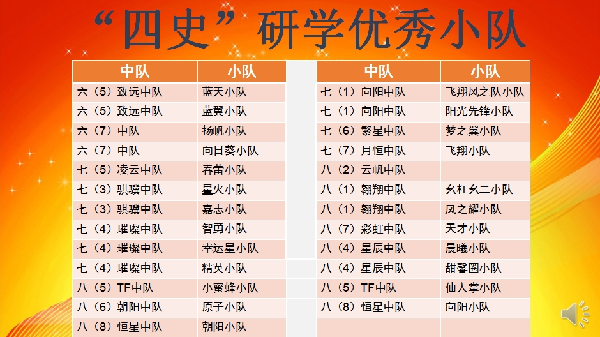 “四史”研学优秀小队
中队 小队 中队 小队
六（5）致远中队 蓝天小队 七（1）向阳中队 飞翔风之队小队
六（5）致远中队 蓝翼小队 七（1）向阳中队 阳光先锋小队
六（7）中队 扬帆小队 七（6）繁星中队 梦之翼小队
六（7）中队 向日葵小队 七（7）月恒中队 飞翔小队
七（5）凌云中队 春蕾小队 八（2）云帆中队
七（3）骐骥中队 星火小队 八（1）翱翔中队 幺杠幺二小队
七（3）骐骥中队 嘉志小队 八（1）翱翔中队 风之耀小队
七（4）璀璨中队 智勇小队 八（7）彩虹中队 天才小队
七（4）璀璨中队 幸运星小队 八（4）星辰中队 晨曦小队
七（4）璀璨中队 精英小队 八（4）星辰中队 甜馨圈小队
八（5）TF中队 小蜜蜂小队 八（5）TF中队 仙人掌小队
八（6）朝阳中队 原子小队 八（8）恒星中队 向阳小队
八（8）恒星中队 朝阳小队